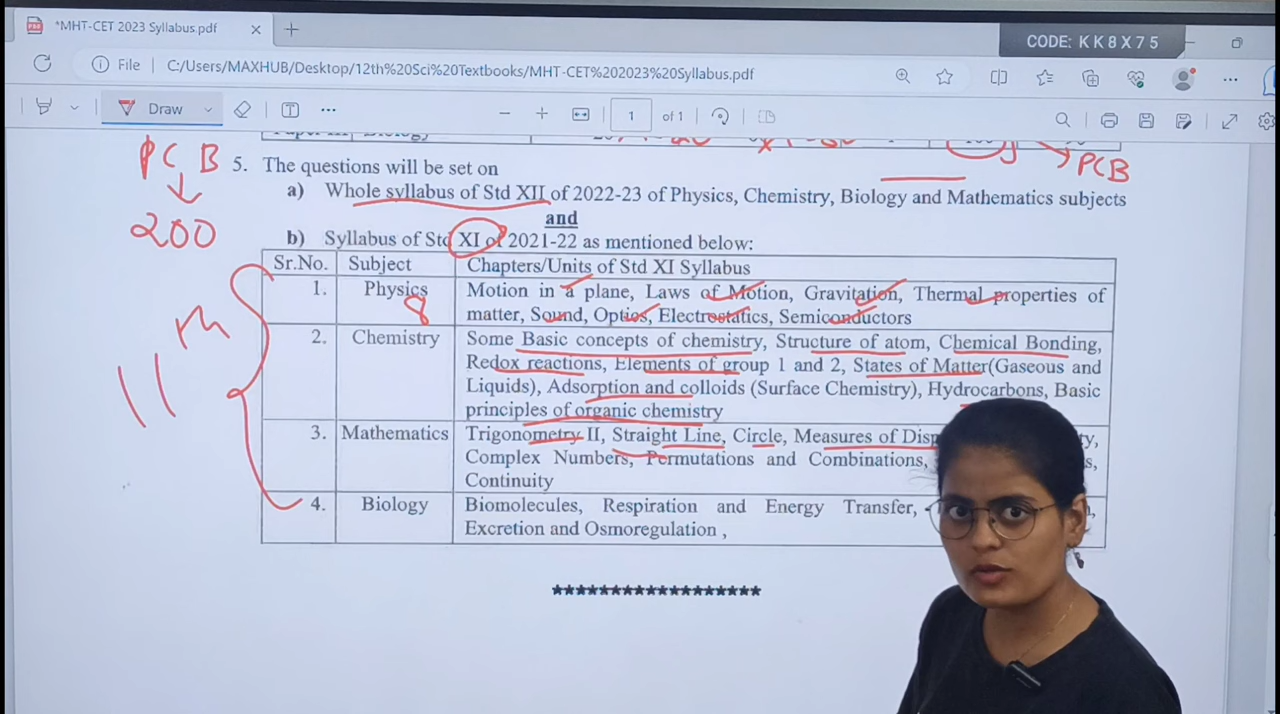 *MHT-CET 2023 Syllabus.pdf
CODE: K K 8 X 7 5
File | C:/Users/MAXHUB/Desktop/12th%20Sci%20Textbooks/MHT-CET%202023%20Syllabus.pdf
Draw
1 of 1
PCB
200
PCB
5. The questions will be set on
a) Whole syllabus of Std XII of 2022-23 of Physics, Chemistry, Biology and Mathematics subjects
and
b) Syllabus of Std XI of 2021-22 as mentioned below:
Sr.No. Subject Chapters/Units of Std XI Syllabus
1. Physics Motion in a plane, Laws of Motion, Gravitation, Thermal properties of
8
matter, Sound, Optics, Electrostatics, Semiconductors
2. Chemistry Some Basic concepts of chemistry, Structure of atom, Chemical Bonding,
Redox reactions, Elements of group 1 and 2, States of Matter(Gaseous and
Liquids), Adsorption and colloids (Surface Chemistry), Hydrocarbons, Basic
principles of organic chemistry
11
3. Mathematics Trigonometry II, Straight Line, Circle, Measures of
Complex Numbers, Permutations and Combinations,
Continuity
4. Biology Biomolecules, Respiration and Energy Transfer,
Excretion and Osmoregulation ,
*****************